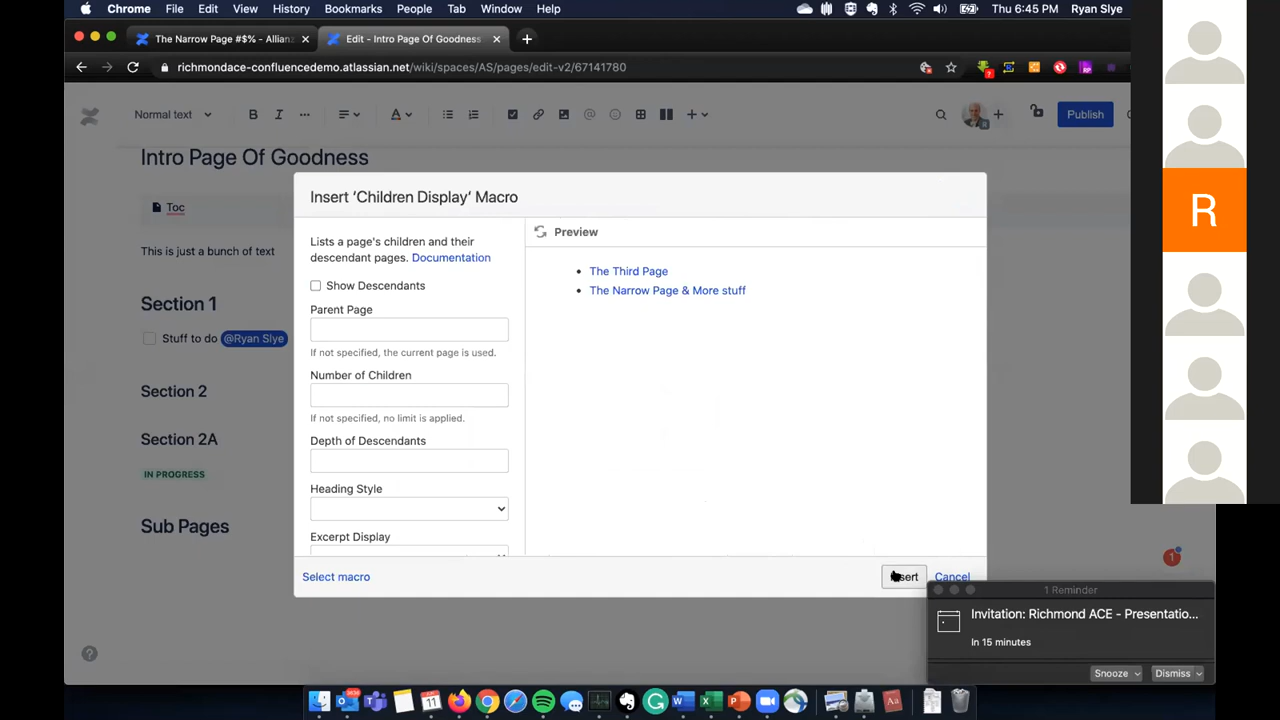 Chrome File Edit View History Bookmarks People Tab Window Help Thu 6:45 PM Ryan Slye
The Narrow Page #$% - Allian
Edit - Intro Page Of Goodness
richmondace-confluencedemo.atlassian.net/wiki/spaces/AS/pages/edit-v2/67141780
Normal text B I A Publish
Intro Page Of Goodness
Toc
This is just a bunch of text
Section 1
Stuff to do @Ryan Slye
Section 2
Section 2A
IN PROGRESS
Sub Pages
Insert ‘Children Display‘ Macro
Lists a page's children and their
descendant pages. Documentation
Show Descendants
Parent Page
If not specified, the current page is used.
Number of Children
If not specified, no limit is applied.
Depth of Descendants
Heading Style
Excerpt Display
Preview
The Third Page
The Narrow Page & More stuff
Select macro
Cancel
R
1
1 Reminder
Invitation: Richmond ACE - Presentatio...
In 15 minutes
Snooze
Dismiss